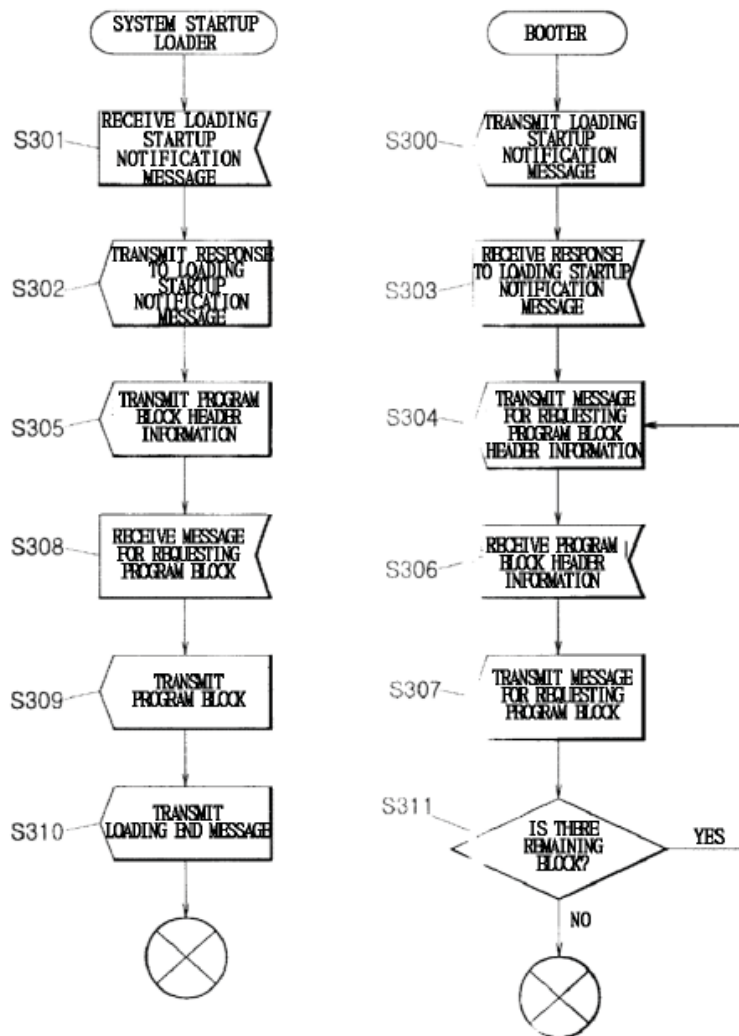 SYSTEM STARTUP
LOADER
S301
RECEIVE LOADING
STARTUP
NOTIFICATION
MESSAGE
S302
TRANSMIT RESPONSE
TO LOADING
STARTUP
NOTIFICATION
MESSAGE
S305
TRANSMIT PROGRAM
BLOCK HEADER
INFORMATION
S308
RECEIVE MESSAGE
FOR REQUESTING
PROGRAM BLOCK
S309
TRANSMIT
PROGRAM BLOCK
S310
TRANSMIT
LOADING END MESSAGE
BOOTER
S300
TRANSMIT LOADING
STARTUP
NOTIFICATION
MESSAGE
S303
RECEIVE RESPONSE
TO LOADING STARTUP
NOTIFICATION
MESSAGE
S304
TRANSMIT MESSAGE
FOR REQUESTING
PROGRAM BLOCK
HEADER INFORMATION
S306
RECEIVE PROGRAM
BLOCK HEADER
INFORMATION
S307
TRANSMIT MESSAGE
FOR REQUESTING
PROGRAM BLOCK
S311
IS THERE
REMAINING
BLOCK?
YES
NO